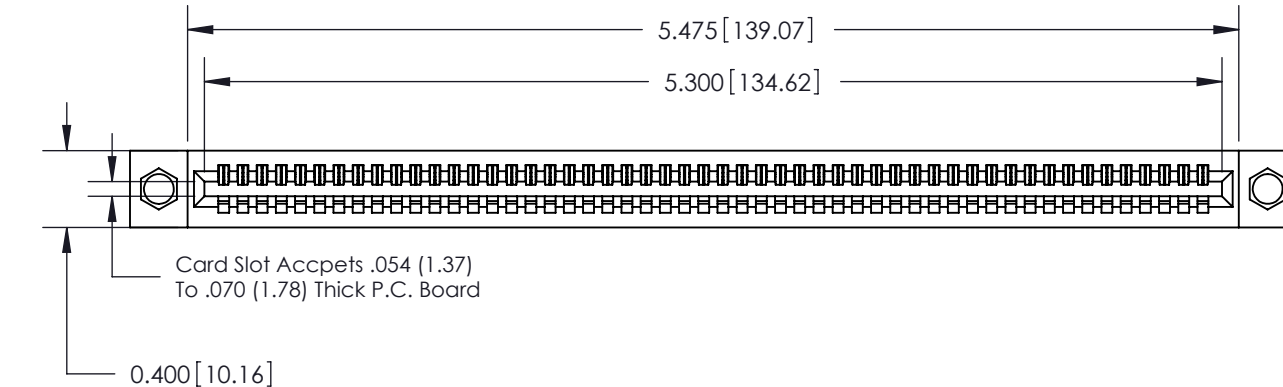 5.475[139.07]
5.300[134.62]
Card Slot Accpets .054 (1.37)
To .070 (1.78) Thick P.C. Board
0.400[10.16]